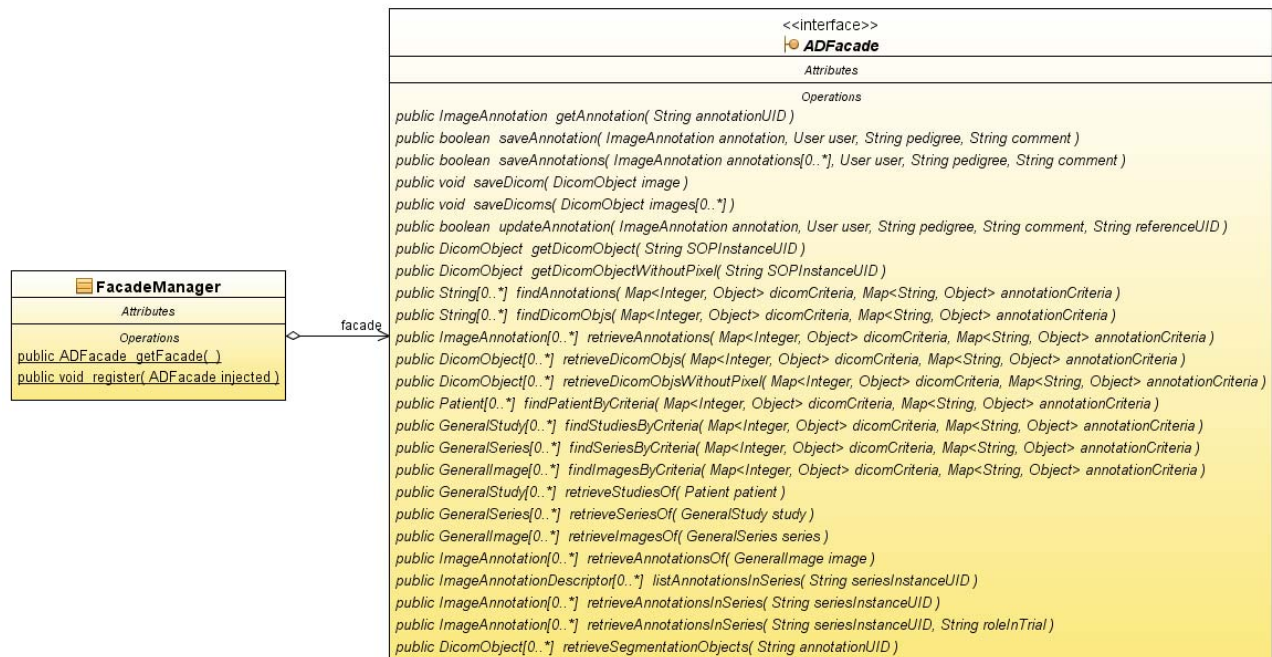 <<interface>>
ADFacade
Attributes
Operations
public ImageAnnotation getAnnotation( String annotationUID )
public boolean saveAnnotation( ImageAnnotation annotation, User user, String pedigree, String comment )
public boolean saveAnnotations( ImageAnnotation annotations[0..*], User user, String pedigree, String comment )
public void saveDicom( DicomObject image )
public void saveDicoms( DicomObject images[0..*] )
public boolean updateAnnotation( ImageAnnotation annotation, User user, String pedigree, String comment, String referenceUID )
public DicomObject getDicomObject( String SOPInstanceUID )
public DicomObject getDicomObjectWithoutPixel( String SOPInstanceUID )
public String[0..*] findAnnotations( Map<Integer, Object> dicomCriteria, Map<String, Object> annotationCriteria )
public String[0..*] findDicomObjs( Map<Integer, Object> dicomCriteria, Map<String, Object> annotationCriteria )
public ImageAnnotation[0..*] retrieveAnnotations( Map<Integer, Object> dicomCriteria, Map<String, Object> annotationCriteria )
public DicomObject[0..*] retrieveDicomObjs( Map<Integer, Object> dicomCriteria, Map<String, Object> annotationCriteria )
public DicomObject[0..*] retrieveDicomObjsWithoutPixel( Map<Integer, Object> dicomCriteria, Map<String, Object> annotationCriteria )
public Patient[0..*] findPatientByCriteria( Map<Integer, Object> dicomCriteria, Map<String, Object> annotationCriteria )
public GeneralStudy[0..*] findStudiesByCriteria( Map<Integer, Object> dicomCriteria, Map<String, Object> annotationCriteria )
public GeneralSeries[0..*] findSeriesByCriteria( Map<Integer, Object> dicomCriteria, Map<String, Object> annotationCriteria )
public GeneralImage[0..*] findImagesByCriteria( Map<Integer, Object> dicomCriteria, Map<String, Object> annotationCriteria )
public GeneralStudy[0..*] retrieveStudiesOf( Patient patient )
public GeneralSeries[0..*] retrieveSeriesOf( GeneralStudy study )
public GeneralImage[0..*] retrieveImagesOf( GeneralSeries series )
public ImageAnnotation[0..*] retrieveAnnotationsOf( GeneralImage image )
public ImageAnnotationDescriptor[0..*] listAnnotationsInSeries( String seriesInstanceUID )
public ImageAnnotation[0..*] retrieveAnnotationsInSeries( String seriesInstanceUID )
public ImageAnnotation[0..*] retrieveAnnotationsInSeries( String seriesInstanceUID, String roleInTrial )
public DicomObject[0..*] retrieveSegmentationObjects( String annotationUID )
FacadeManager
Attributes
Operations
public ADFacade getFacade( )
public void register( ADFacade injected )
facade